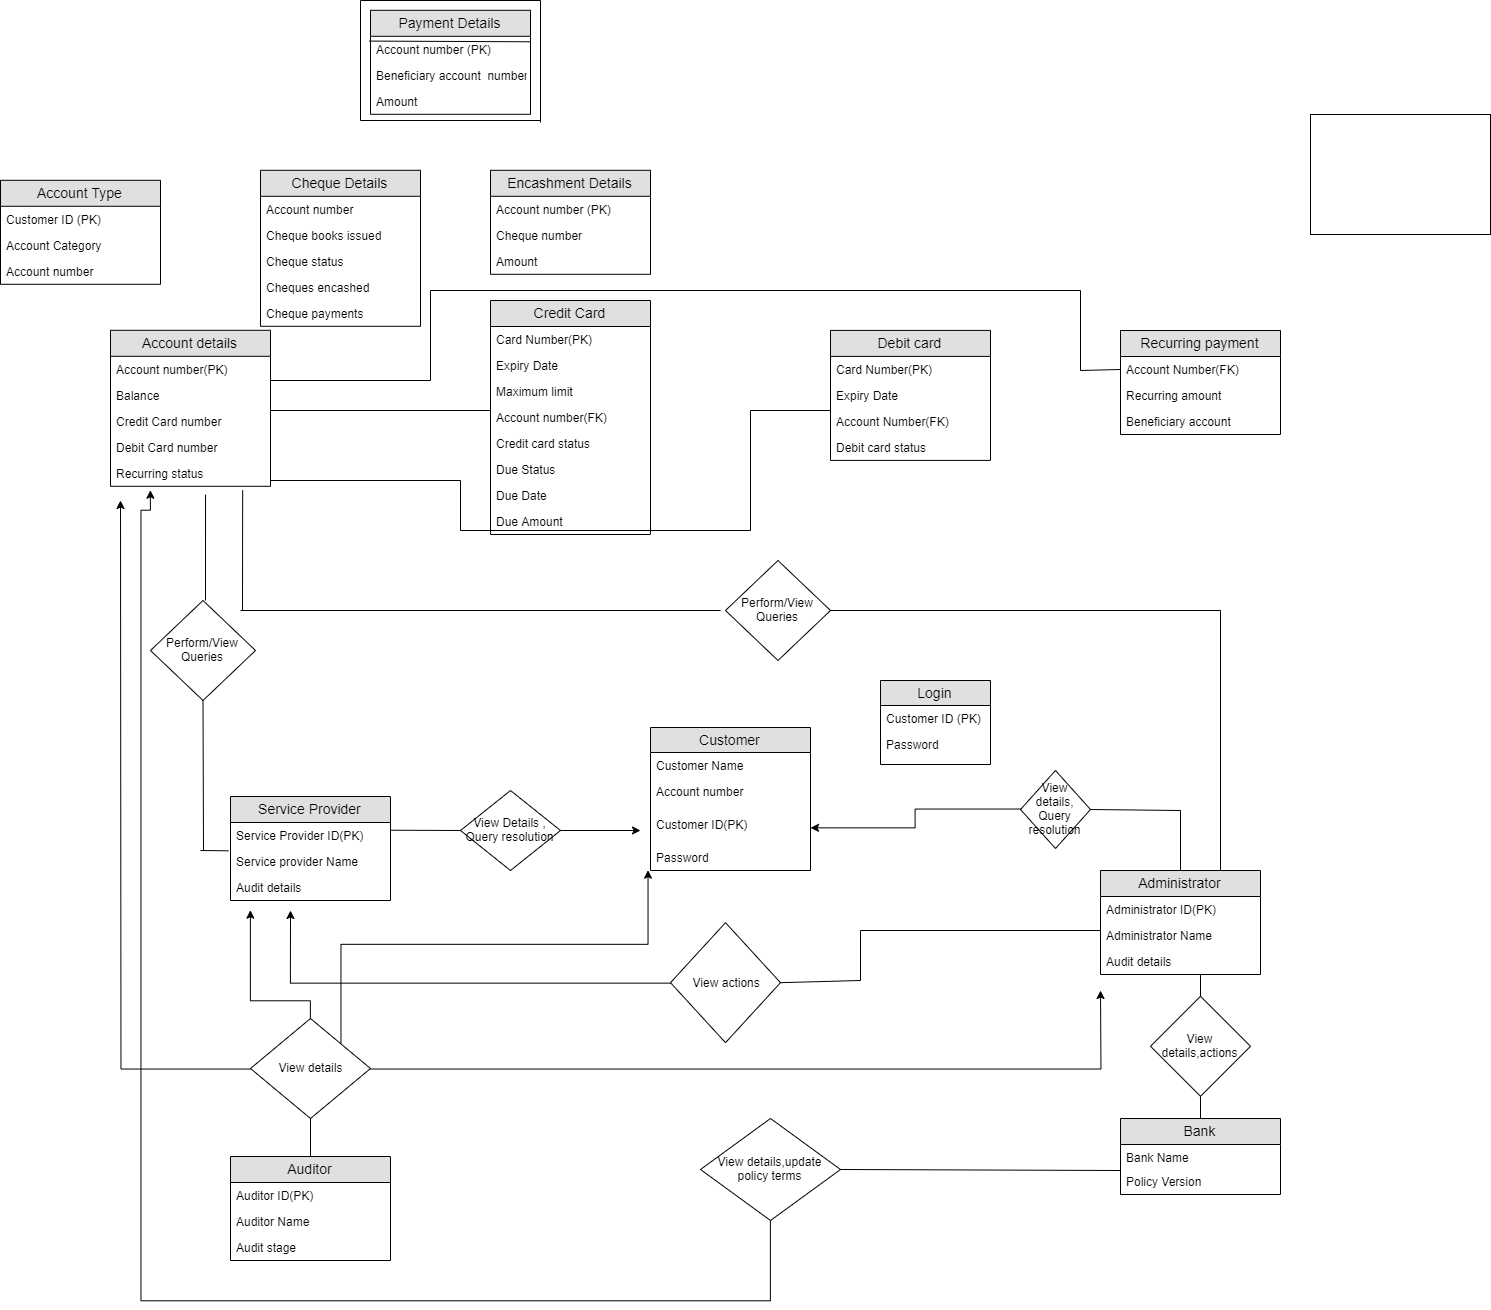 Payment Details
Account number (PK)
Beneficiary account  number
Amount
Account Type
Customer ID (PK)
Account Category
Account number
Cheque Details
Account number
Cheque books issued
Cheque status
Cheques encashed
Cheque payments
Encashment Details
Account number (PK)
Cheque number
Amount
Account details
Account number(PK)
Balance
Credit Card number
Debit Card number
Recurring status
Credit Card
Card Number(PK)
Expiry Date
Maximum limit
Account number(FK)
Credit card status
Due Status
Due Date
Due Amount
Debit card
Card Number(PK)
Expiry Date
Account Number(FK)
Debit card status
Recurring payment
Account Number(FK)
Recurring amount
Beneficiary account
Perform/View
Queries
Perform/View
Queries
Login
Customer ID (PK)
Password
Customer
Customer Name
Account number
Customer ID(PK)
Password
Service Provider
Service Provider ID(PK)
Service provider Name
Audit details
View Details ,
Query resolution
View
details,
Query
resolution
Administrator
Administrator ID(PK)
Administrator Name
Audit details
View actions
View details
View
details,actions
Auditor
Auditor ID(PK)
Auditor Name
Audit stage
View details,update
policy terms
Bank
Bank Name
Policy Version